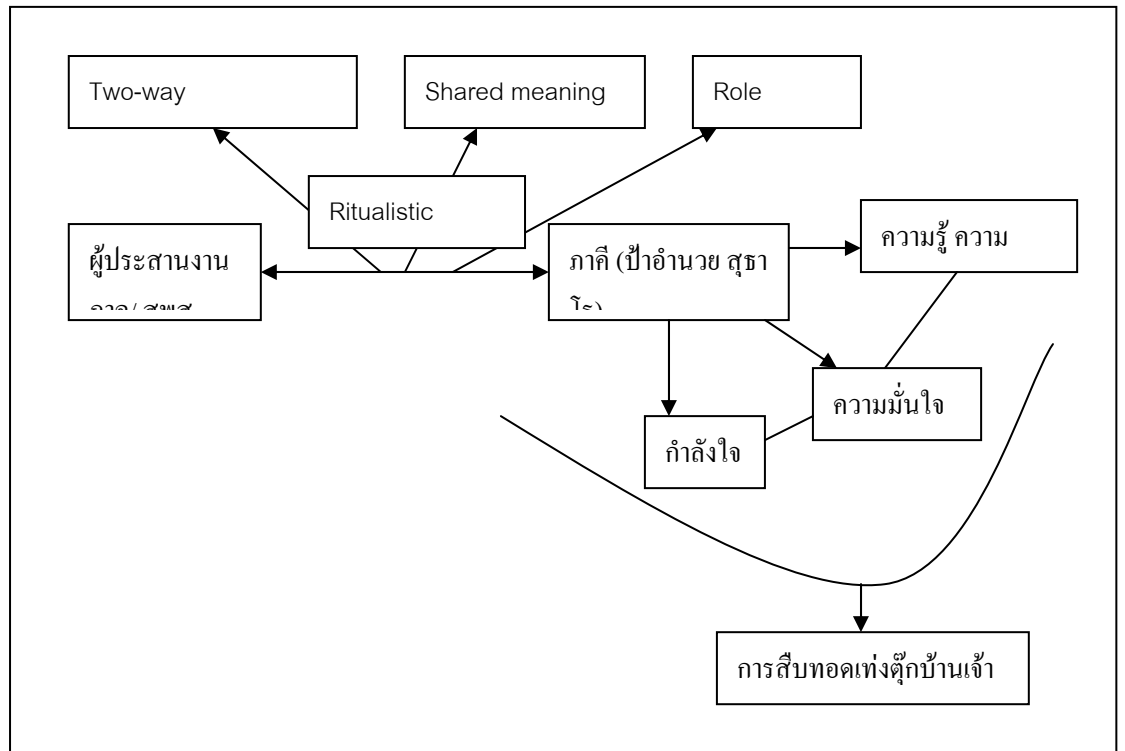 Two-way
Shared meaning
Role
Ritualistic
ผู้ประสานงาน
ภาคี (ป้าอำนวย สุธา
โร)
ความรู้ ความ
ความมั่นใจ
กำลังใจ
การสืบทอดเท่งตุ๊กบ้านเจ้า